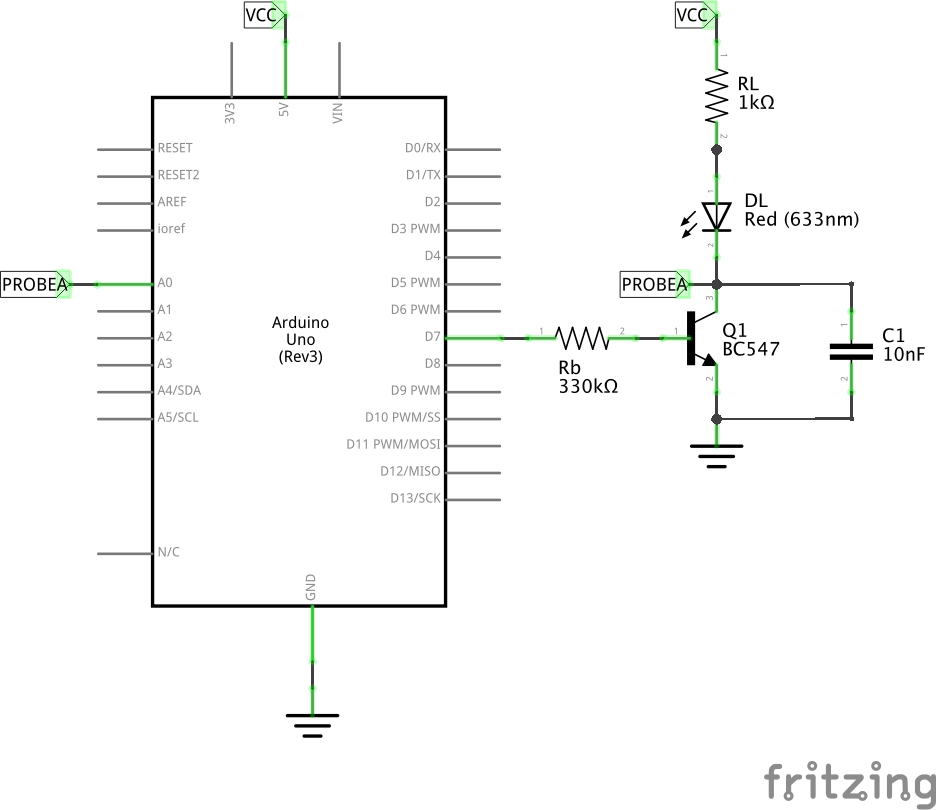 VCC
VCC
3V3
5V
VIN
1
RL
1kΩ
2
RESET
D0/RX
RESET2
D1/TX
1
AREF
D2
DL
Red (633nm)
ioref
D3 PWM
2
D4
PROBEA
A0
D5 PWM
PROBEA
3
A1
D6 PWM
1
Arduino
Uno
(Rev3)
A2
D7
1
2
1
Q1
BC547
C1
10nF
A3
D8
Rb
330kΩ
2
2
A4/SDA
D9 PWM
A5/SCL
D10 PWM/SS
D11 PWM/MOSI
D12/MISO
D13/SCK
N/C
GND
fritzing